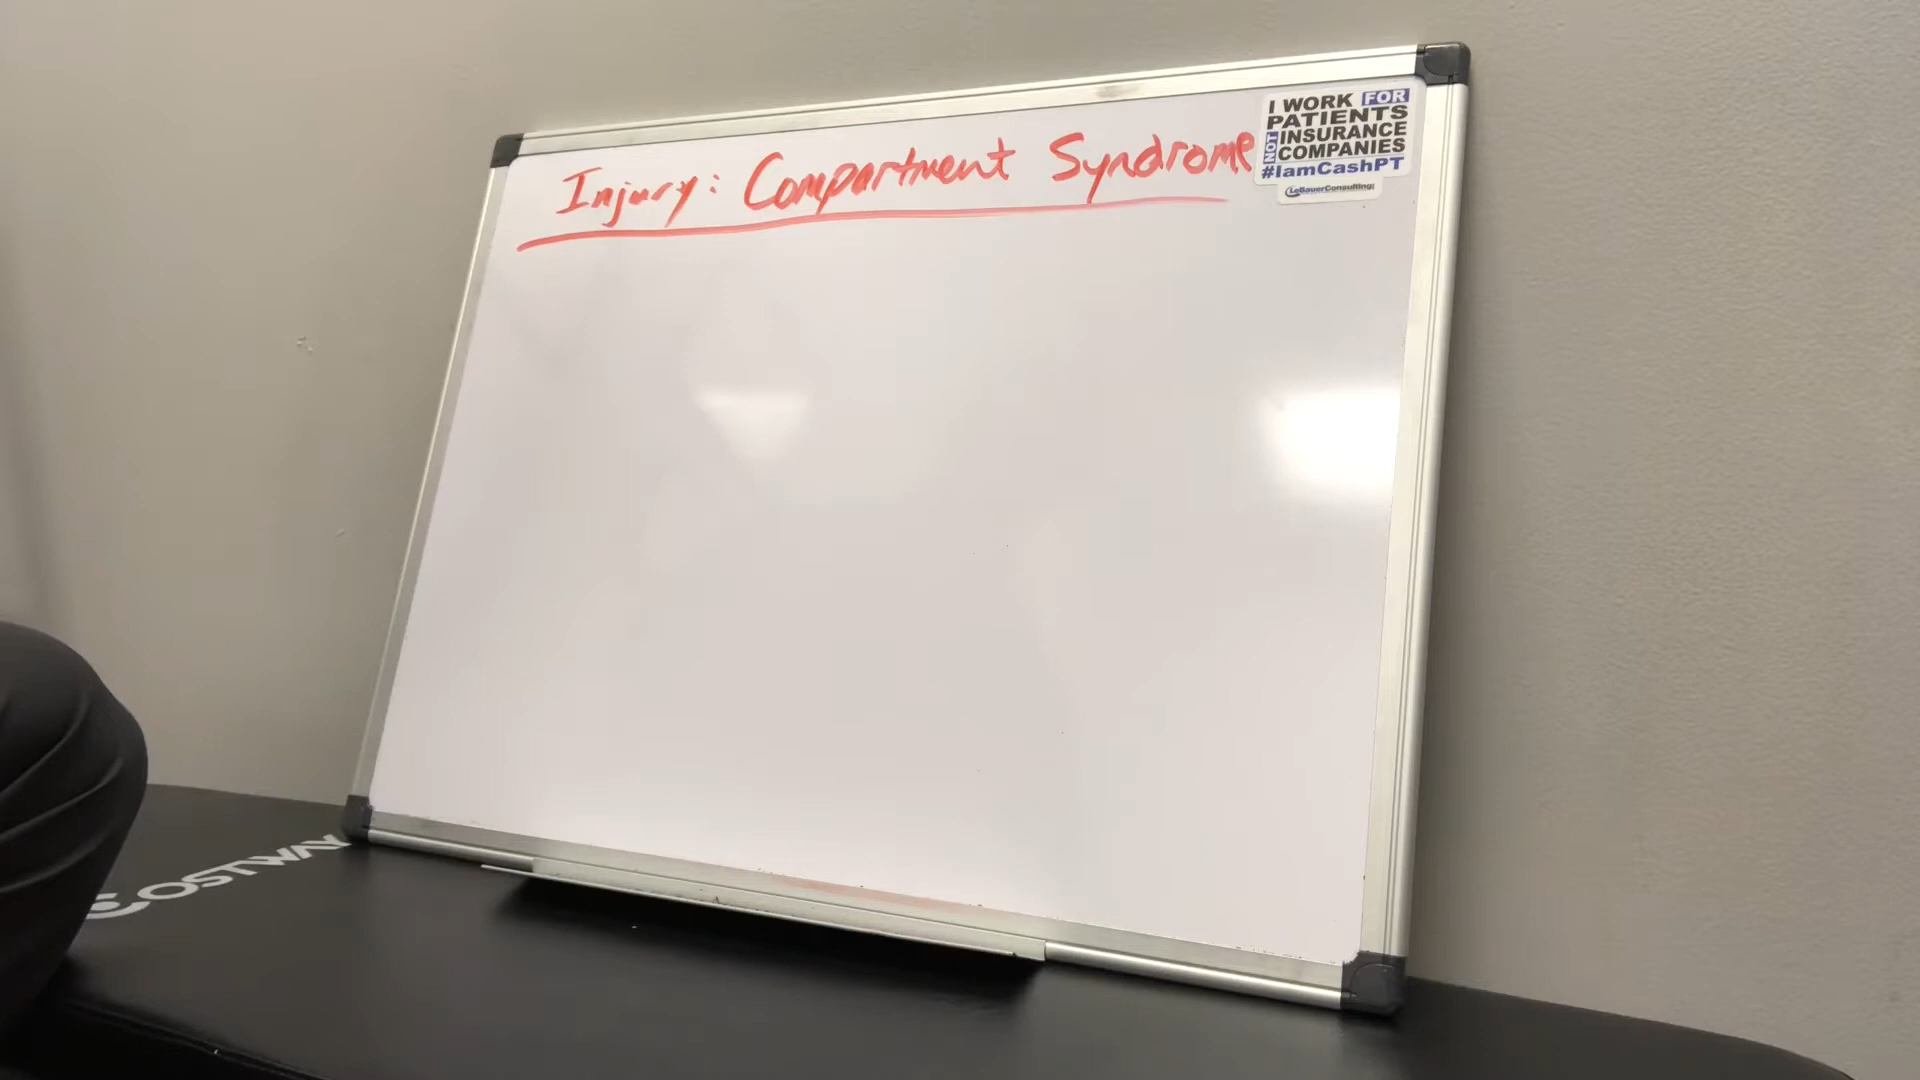 Injury: Compartment Syndrome
I WORK FOR
PATIENTS
NOT INSURANCE
COMPANIES
#IamCashPT
LeBauerConsulting
COSTWAY